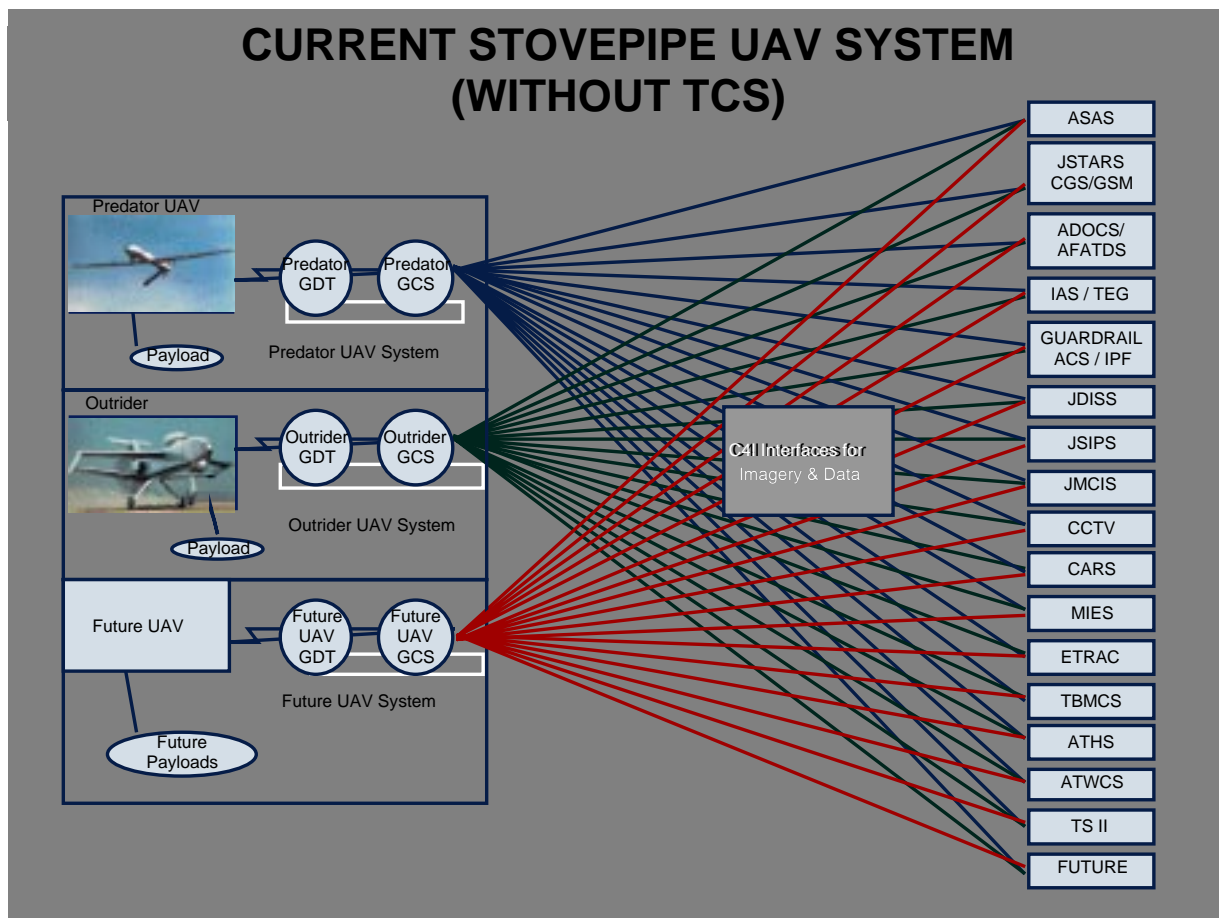 CURRENT STOVEPIPE UAV SYSTEM
(WITHOUT TCS)
Predator UAV
Predator
GDT
Predator
GCS
Payload
Predator UAV System
Outrider
Outrider
GDT
Outrider
GCS
Payload
Outrider UAV System
Future UAV
Future
UAV
GDT
Future
UAV
GCS
Future UAV System
Future
Payloads
C4I Interfaces for
Imagery & Data
ASAS
JSTARS
CGS/GSM
ADOCS/
AFATDS
IAS / TEG
GUARDRAIL
ACS / IPF
JDISS
JSIPS
JMCIS
CCTV
CARS
MIES
ETRAC
TBMCS
ATHS
ATWCS
TS II
FUTURE